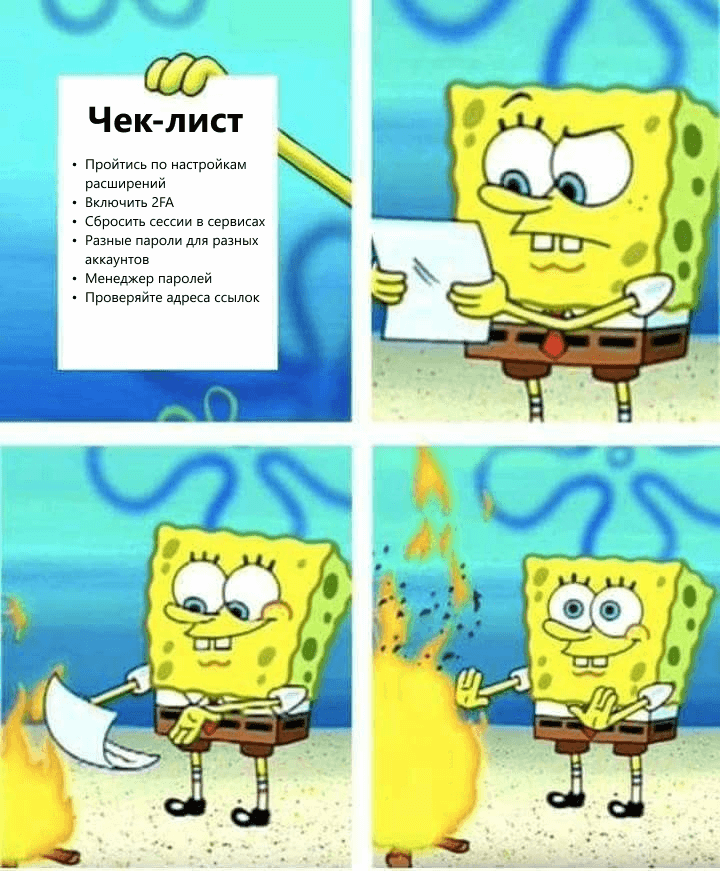 Чек-лист
• Пройтись по настройкам
расширений
• Включить 2FA
• Сбросить сессии в сервисах
• Разные пароли для разных
аккаунтов
• Менеджер паролей
• Проверяйте адреса ссылок